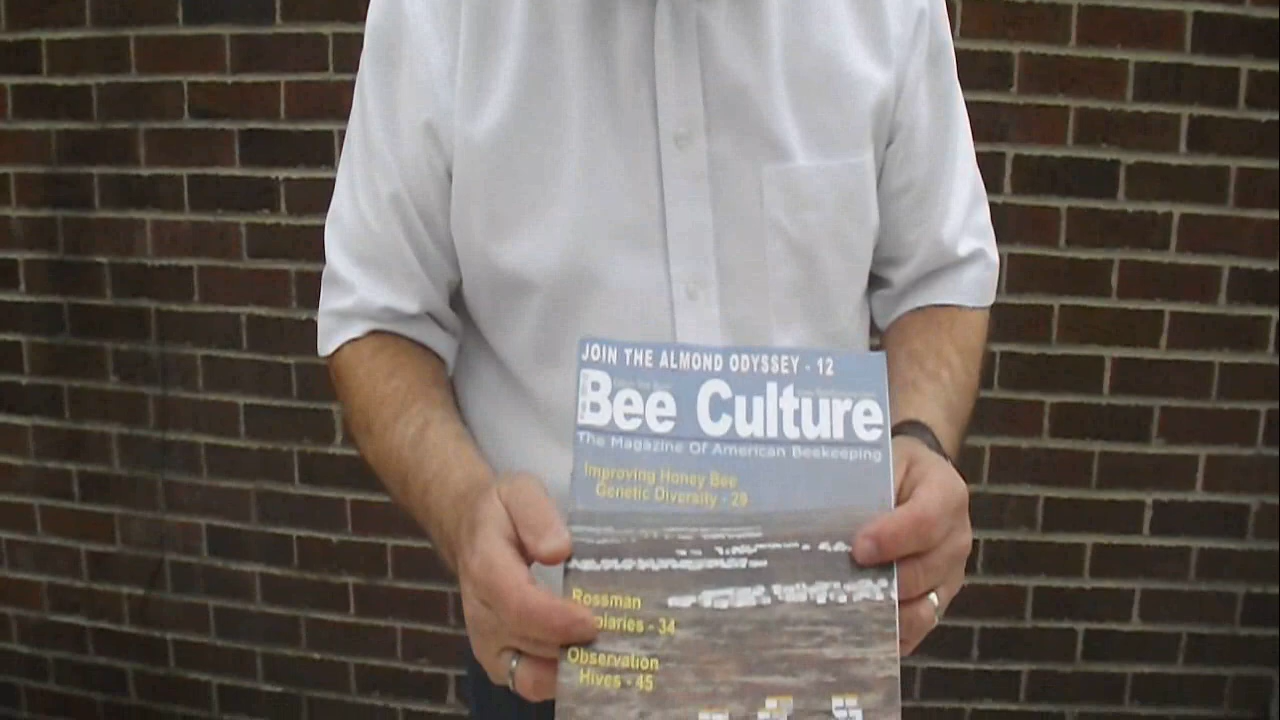 JOIN THE ALMOND ODYSSEY - 12
Bee Culture
The Magazine Of American Beekeeping
Improving Honey Bee
Genetic Diversity - 29
Rossman
piaries - 34
Observation
Hives - 45